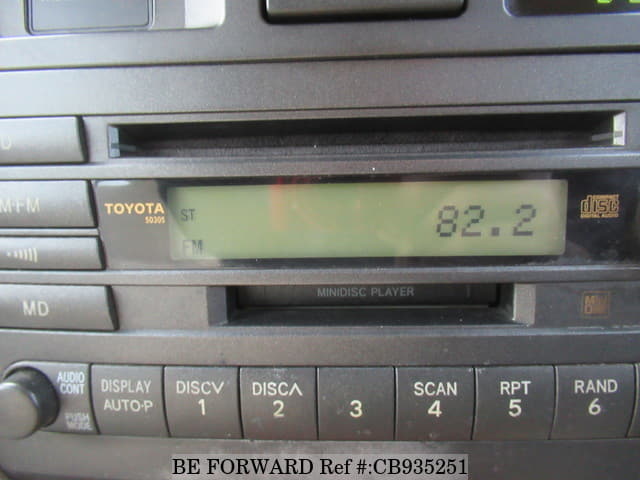 TOYOTA
50305
ST
82.2
FM
disc
DIGITAL AUDIO
MINIDISC PLAYER
MD
AUDIO CONT
PUSH MODE
DISPLAY
AUTO-P
DISC∨
1
DISC∧
2
3
SCAN
4
RPT
5
RAND
6
BE FORWARD Ref #:CB935251